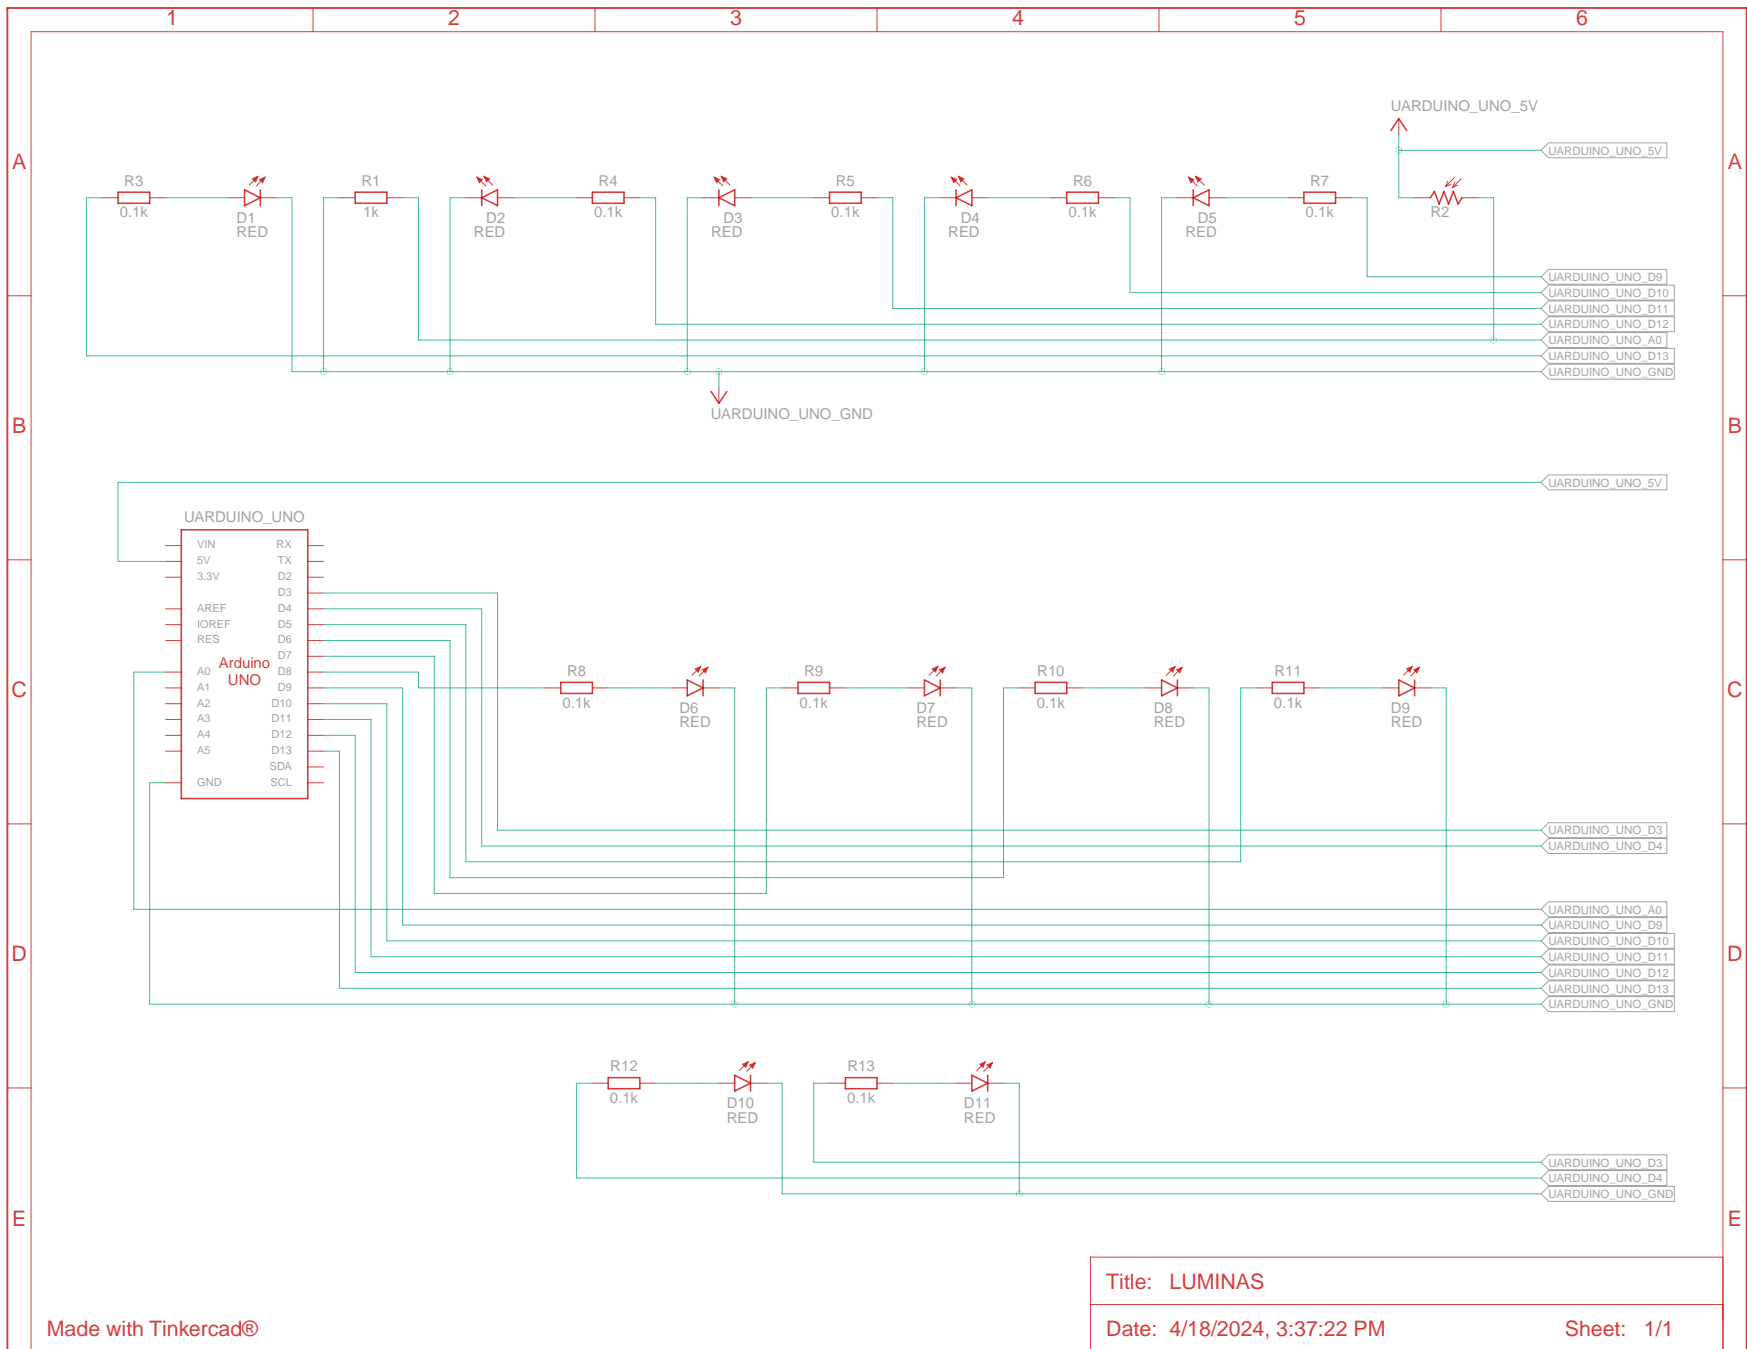 1 2 3 4 5 6
UARDUINO_UNO_5V
A A
UARDUINO_UNO_5V
R3 R1 R4 R5 R6 R7
0.1k 1k 0.1k 0.1k 0.1k 0.1k R2
D1 D2 D3 D4 D5
RED RED RED RED RED
UARDUINO_UNO_D9
UARDUINO_UNO_D10
UARDUINO_UNO_D11
UARDUINO_UNO_D12
UARDUINO_UNO_A0
UARDUINO_UNO_D13
UARDUINO_UNO_GND
UARDUINO_UNO_GND
B B
UARDUINO_UNO_5V
UARDUINO_UNO
VIN RX
5V TX
3.3V D2
D3
AREF D4
IOREF D5
RES D6
D7
A0 Arduino D8
A1 UNO D9
A2 D10
A3 D11
A4 D12
A5 D13
SDA
GND SCL
R8 R9 R10 R11
0.1k 0.1k 0.1k 0.1k
D6 D7 D8 D9
RED RED RED RED
C C
UARDUINO_UNO_D3
UARDUINO_UNO_D4
UARDUINO_UNO_A0
UARDUINO_UNO_D9
UARDUINO_UNO_D10
UARDUINO_UNO_D11
UARDUINO_UNO_D12
UARDUINO_UNO_D13
UARDUINO_UNO_GND
D D
R12 R13
0.1k 0.1k
D10 D11
RED RED
UARDUINO_UNO_D3
UARDUINO_UNO_D4
UARDUINO_UNO_GND
E E
Title: LUMINAS
Made with Tinkercad®
Date: 4/18/2024, 3:37:22 PM Sheet: 1/1